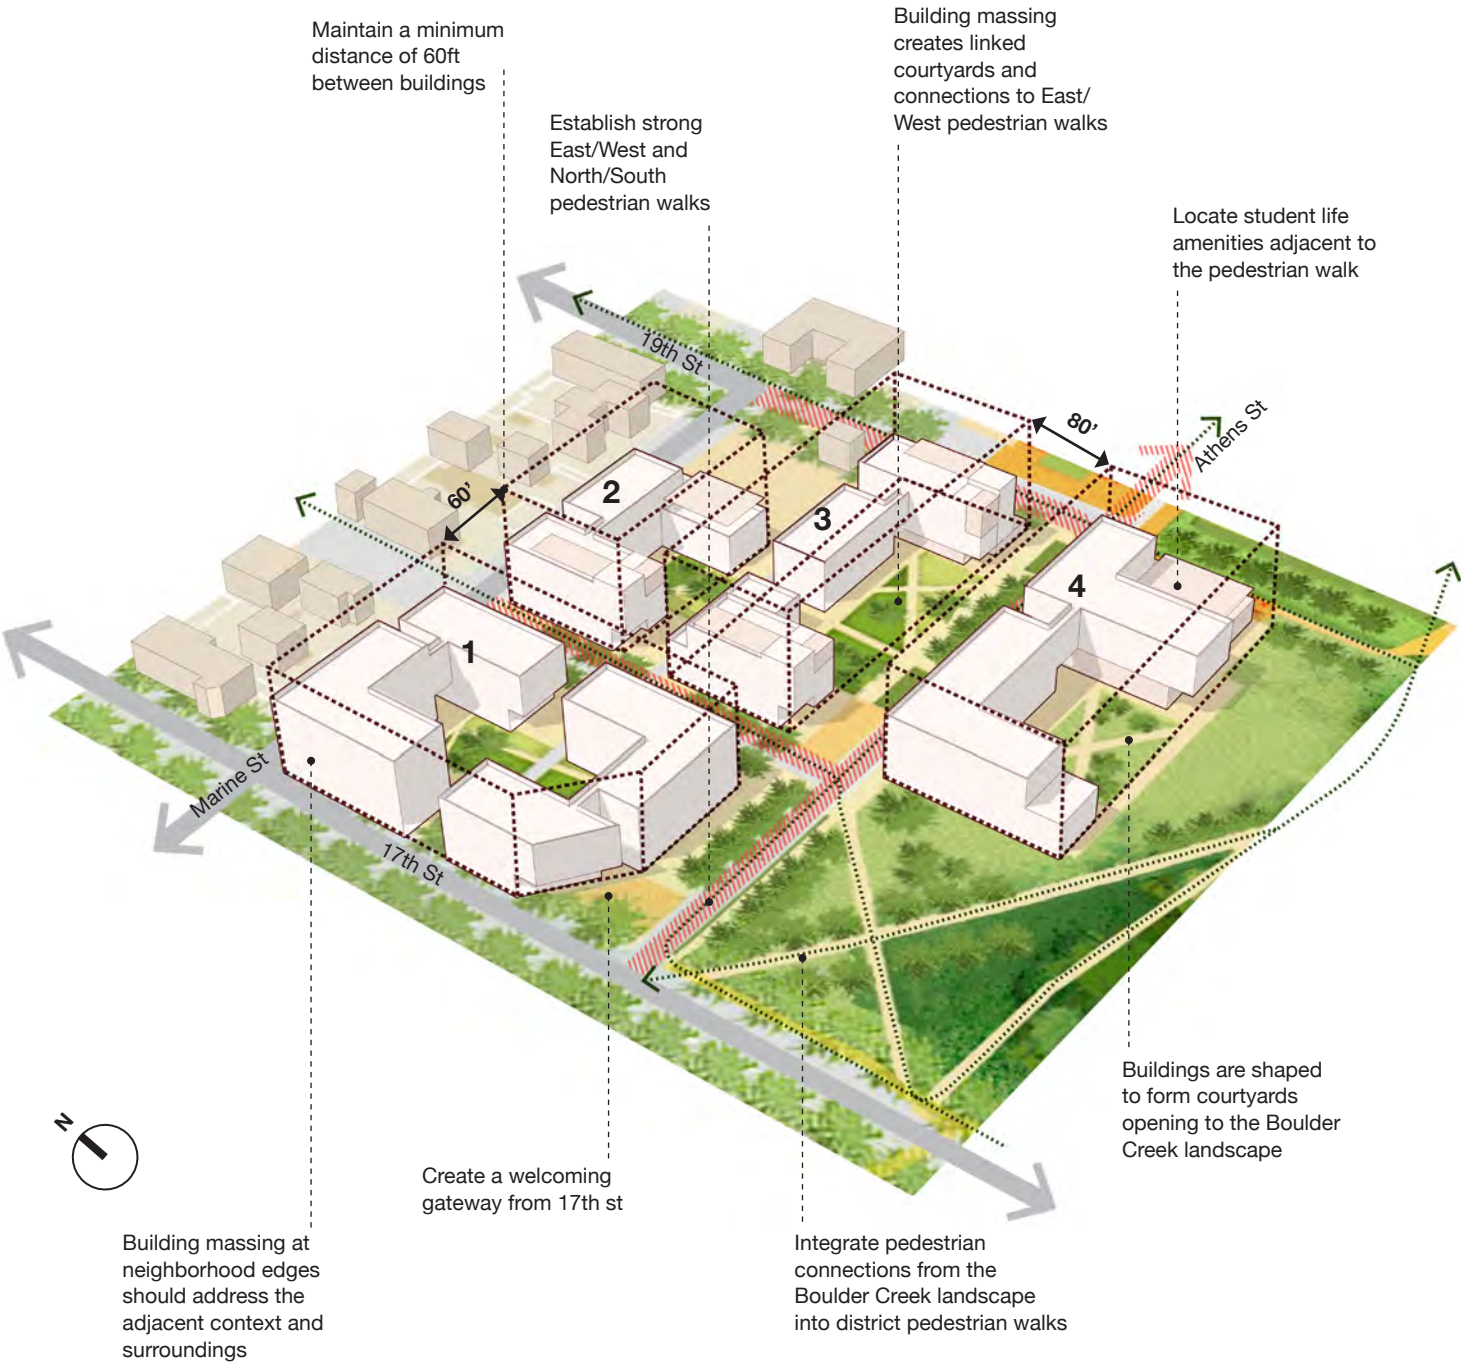 Maintain a minimum
distance of 60ft
between buildings
Building massing
creates linked
courtyards and
connections to East/
West pedestrian walks
Establish strong
East/West and
North/South
pedestrian walks
Locate student life
amenities adjacent to
the pedestrian walk
19th St
80’
Athens St
60’
2
3
4
1
Marine St
17th St
N
Buildings are shaped
to form courtyards
opening to the Boulder
Creek landscape
Create a welcoming
gateway from 17th st
Building massing at
neighborhood edges
should address the
adjacent context and
surroundings
Integrate pedestrian
connections from the
Boulder Creek landscape
into district pedestrian walks